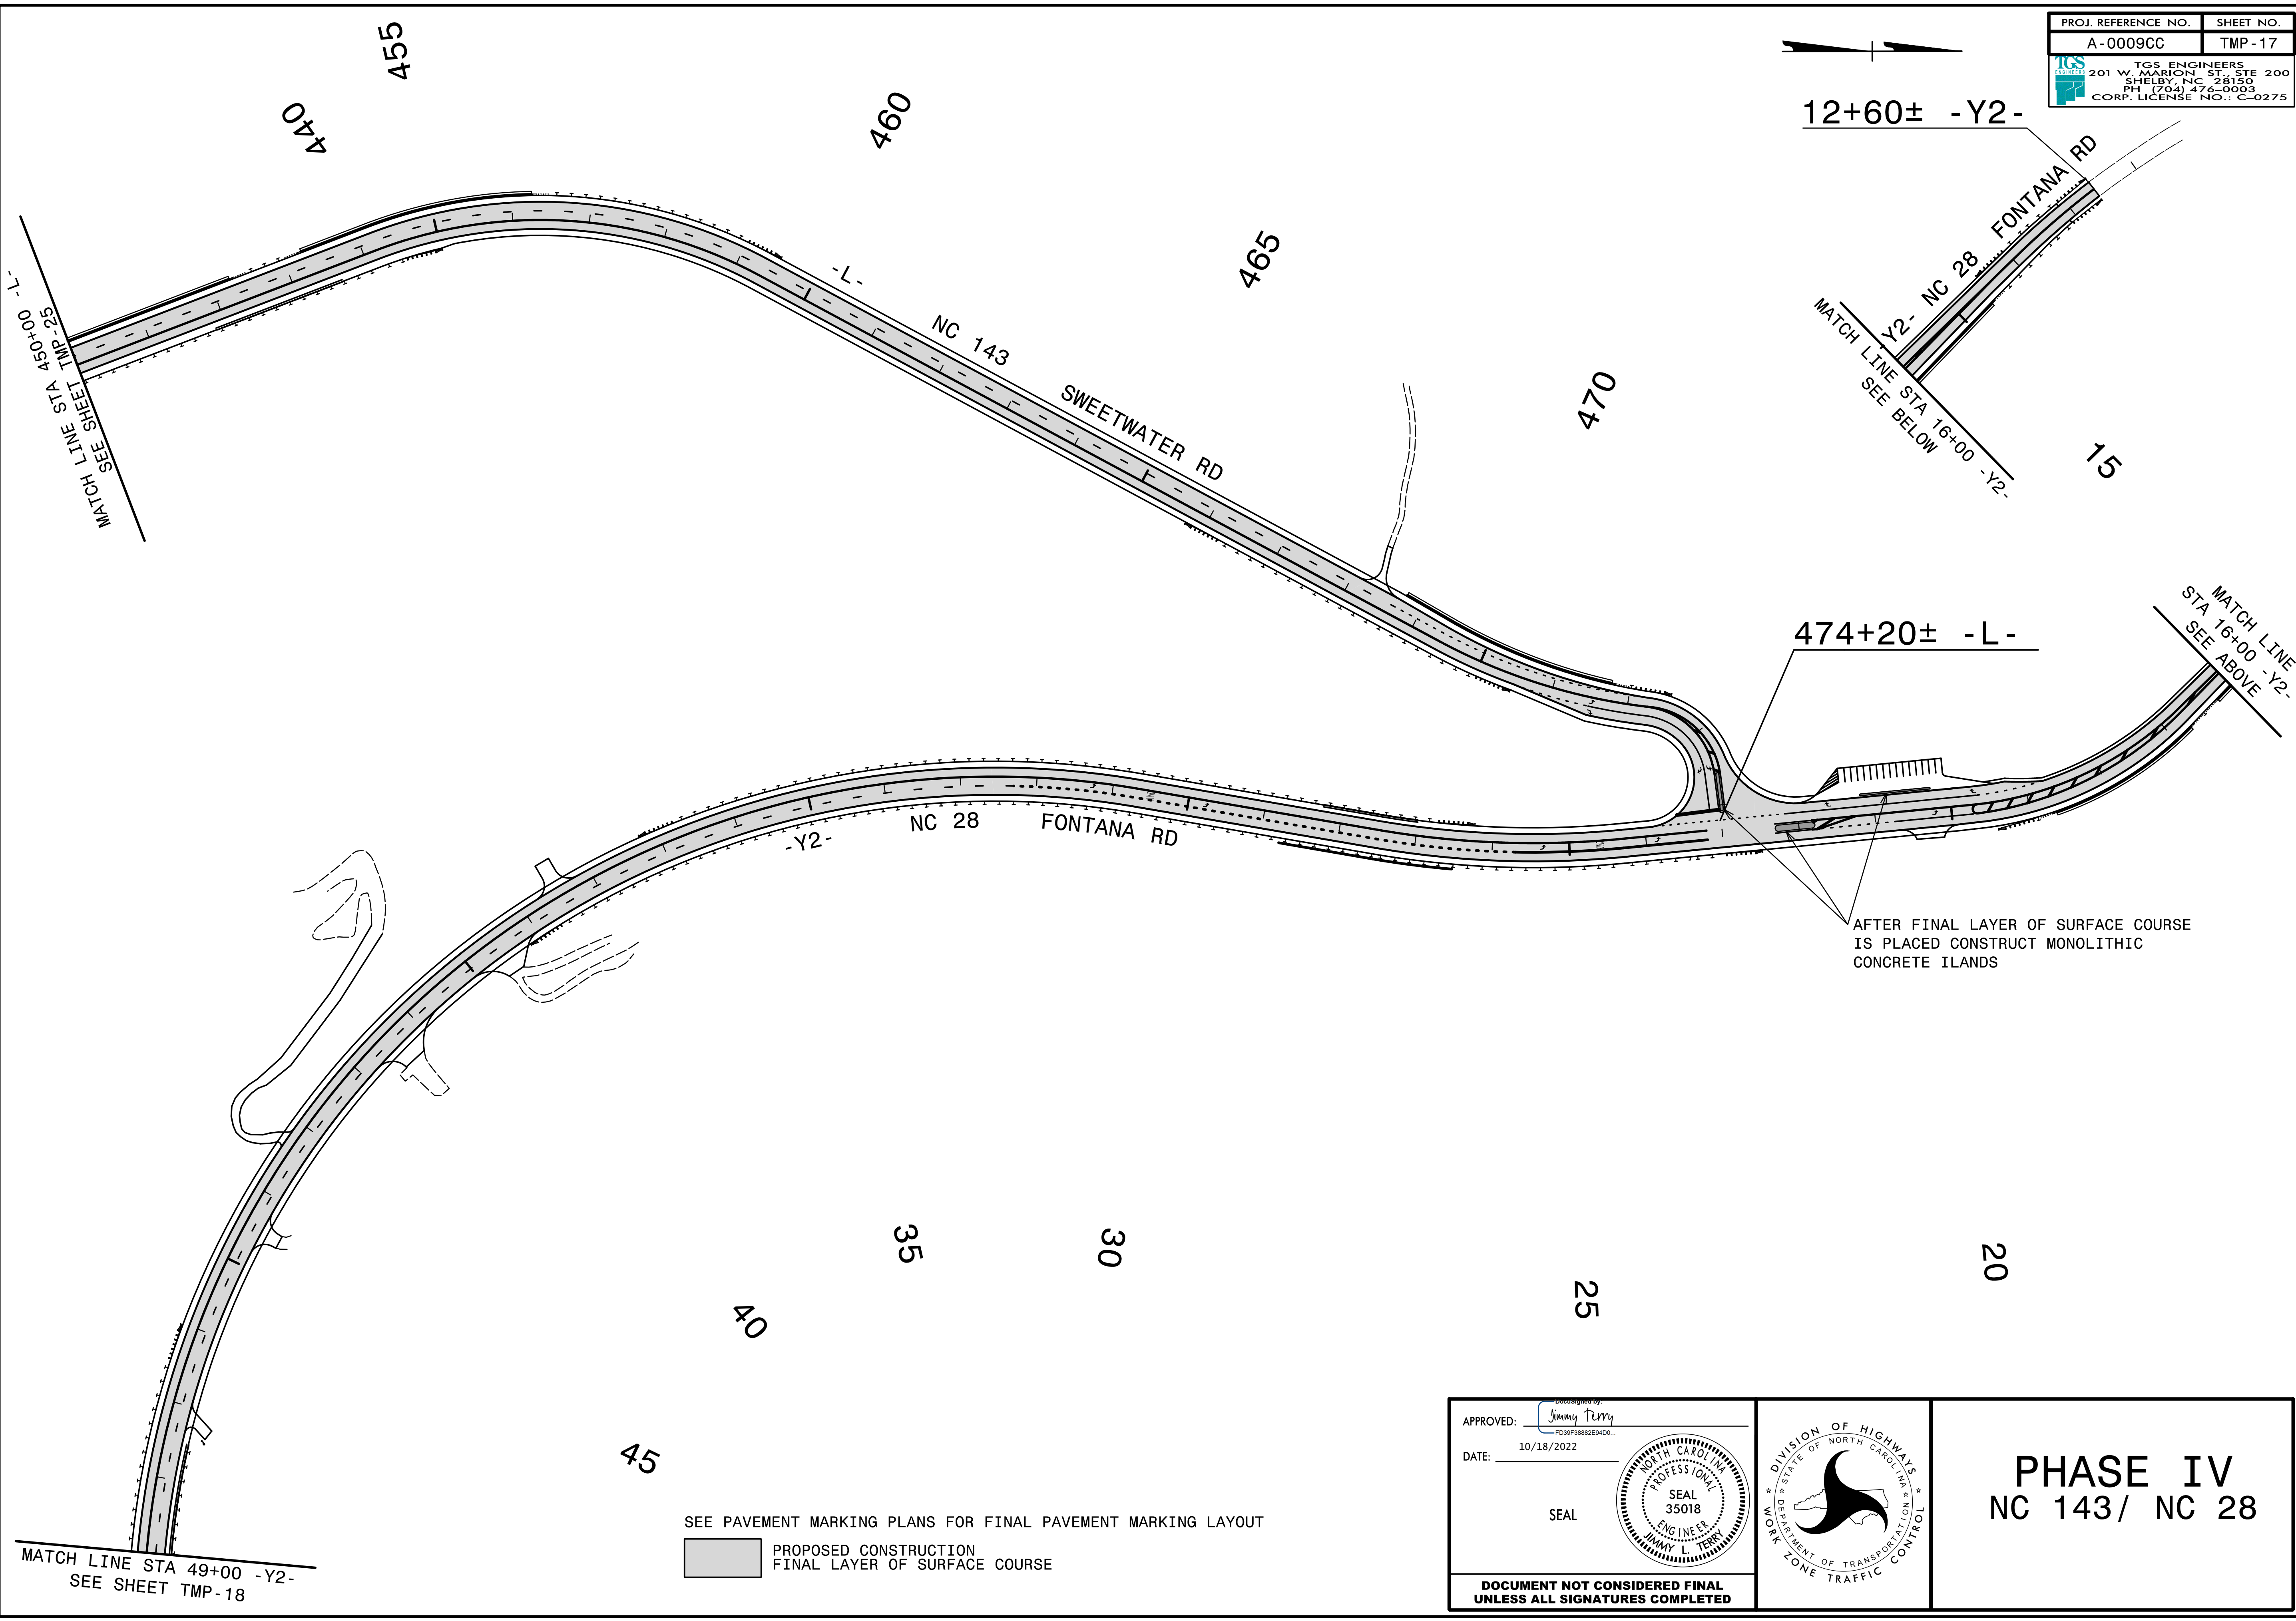 PROJ. REFERENCE NO.
SHEET NO.
A-0009CC
TMP-17
TGS
ENGINEERS
TGS ENGINEERS
201 W. MARION ST., STE 200
SHELBY, NC 28150
PH (704) 476-0003
CORP. LICENSE NO.: C-0275
455
440
460
465
470
12+60± -Y2-
-Y2- NC 28 FONTANA RD
MATCH LINE STA 16+00 -Y2-
SEE BELOW
15
MATCH LINE STA 450+00 -L-
SEE SHEET TMP-25
-L-
NC 143
SWEETWATER RD
474+20± -L-
MATCH LINE
STA 16+00 -Y2-
SEE ABOVE
-Y2-
NC 28
FONTANA RD
AFTER FINAL LAYER OF SURFACE COURSE
IS PLACED CONSTRUCT MONOLITHIC
CONCRETE ILANDS
35
30
20
25
40
45
MATCH LINE STA 49+00 -Y2-
SEE SHEET TMP-18
SEE PAVEMENT MARKING PLANS FOR FINAL PAVEMENT MARKING LAYOUT
PROPOSED CONSTRUCTION
FINAL LAYER OF SURFACE COURSE
DocuSigned by:
APPROVED: Jimmy Terry
FD39F38882E94D0...
DATE: 10/18/2022
SEAL
NORTH CAROLINA
PROFESSIONAL
SEAL
35018
ENGINEER
JIMMY L. TERRY
DOCUMENT NOT CONSIDERED FINAL
UNLESS ALL SIGNATURES COMPLETED
DIVISION OF HIGHWAYS
STATE OF NORTH CAROLINA
DEPARTMENT OF TRANSPORTATION
WORK ZONE TRAFFIC CONTROL
PHASE IV
NC 143/ NC 28